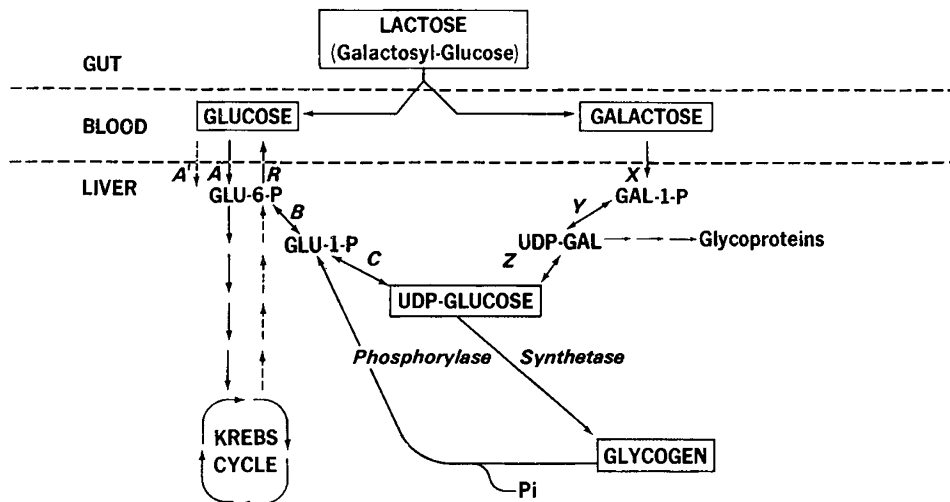 LACTOSE
(Galactosyl-Glucose)
GUT
BLOOD
GLUCOSE
GALACTOSE
LIVER
A'
A
R
X
GLU-6-P
GAL-1-P
B
Y
GLU-1-P
UDP-GAL
Glycoproteins
C
Z
UDP-GLUCOSE
Phosphorylase
Synthetase
KREBS
CYCLE
GLYCOGEN
Pi